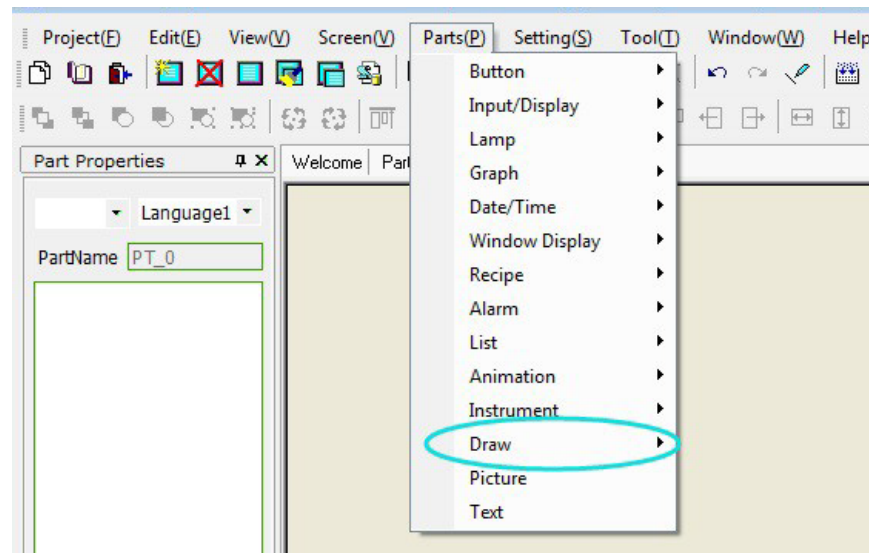 Project(F) Edit(E) View(V) Screen(V) Parts(P) Setting(S) Tool(T) Window(W) Help
Button
Input/Display
Lamp
Graph
Date/Time
Window Display
Recipe
Alarm
List
Animation
Instrument
Draw
Picture
Text
Part Properties
Welcome
Language1
PartName PT_0